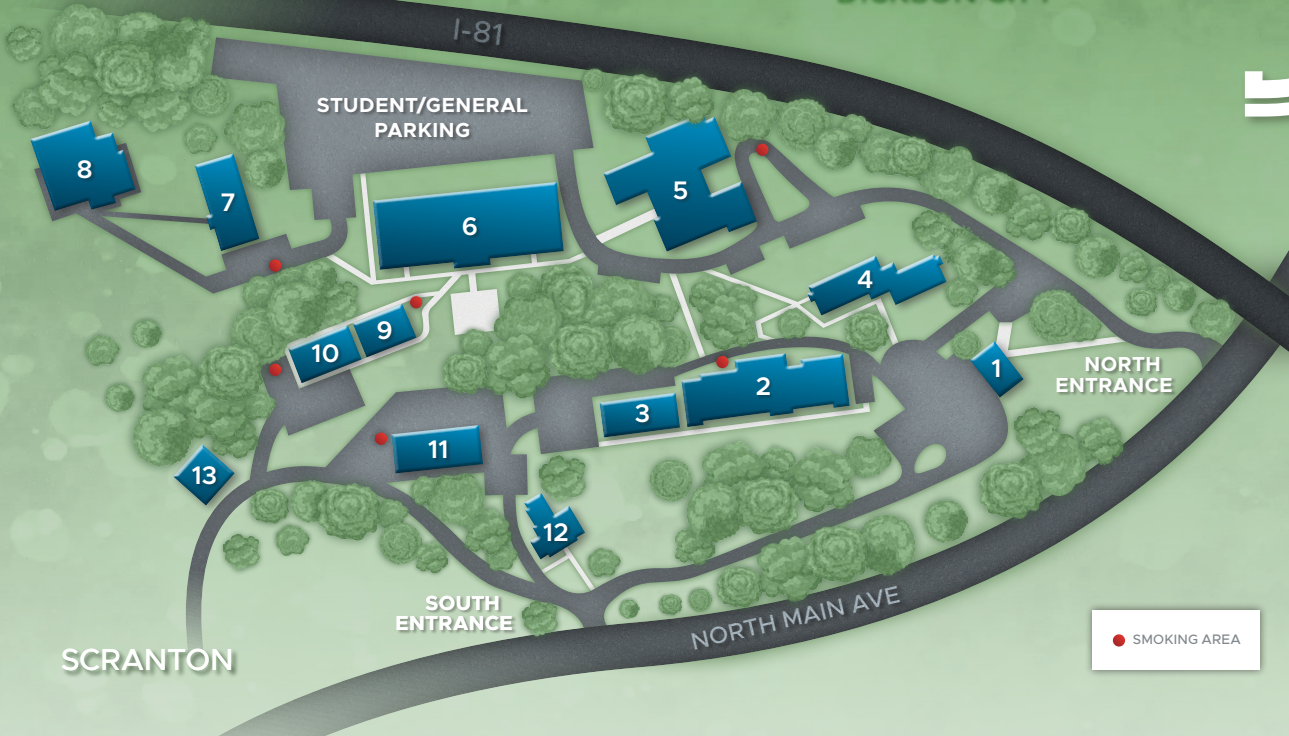 I-81
STUDENT/GENERAL
PARKING
8
7
6
5
4
9
10
1
NORTH
ENTRANCE
2
3
11
13
12
SOUTH
ENTRANCE
NORTH MAIN AVE
SCRANTON
SMOKING AREA